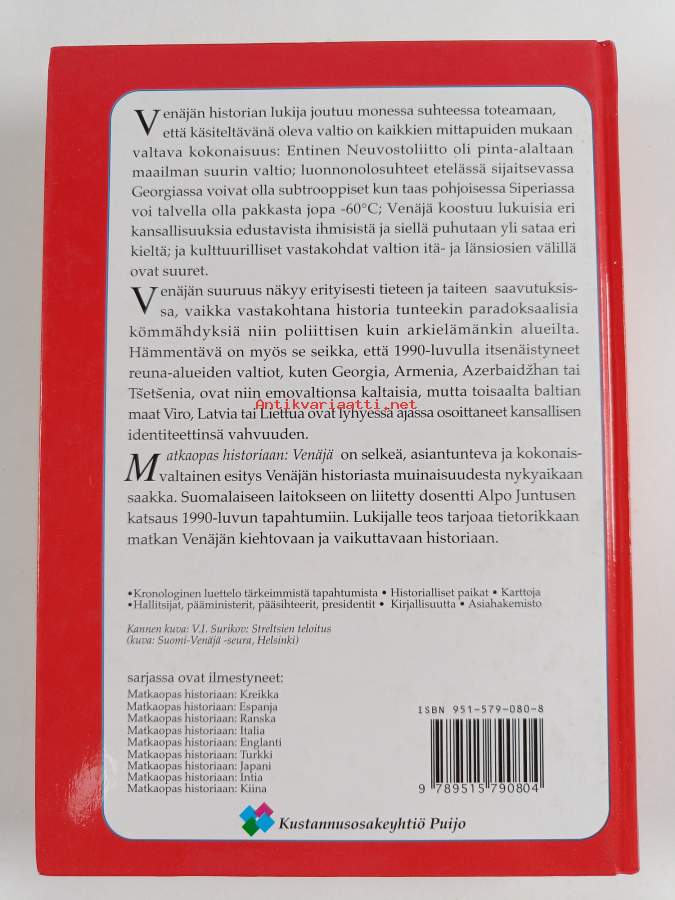 Venäjän historian lukija joutuu monessa suhteessa toteamaan,
että käsiteltävänä oleva valtio on kaikkien mittapuiden mukaan
valtava kokonaisuus: Entinen Neuvostoliitto oli pinta-alaltaan
maailman suurin valtio; luonnonolosuhteet etelässä sijaitsevassa
Georgiassa voivat olla subtrooppiset kun taas pohjoisessa Siperiassa
voi talvella olla pakkasta jopa -60°C; Venäjä koostuu lukuisia eri
kansallisuuksia edustavista ihmisistä ja siellä puhutaan yli sataa eri
kieltä; ja kulttuurilliset vastakohdat valtion itä- ja länsiosien välillä
ovat suuret.
Venäjän suuruus näkyy erityisesti tieteen ja taiteen saavutuksis-
sa, vaikka vastakohtana historia tunteekin paradoksaalisia
kömmähdyksiä niin poliittisen kuin arkielämänkin alueilta.
Hämmentävä on myös se seikka, että 1990-luvulla itsenäistyneet
reuna-alueiden valtiot, kuten Georgia, Armenia, Azerbaidžhan tai
Tšetšenia, ovat niin emovaltionsa kaltaisia, mutta toisaalta baltian
Antikvariaatti.net
maat Viro, Latvia tai Liettua ovat lyhyessä ajassa osoittaneet kansallisen
identiteettinsä vahvuuden.
Matkaopas historiaan: Venäjä on selkeä, asiantunteva ja kokonais-
valtainen esitys Venäjän historiasta muinaisuudesta nykyaikaan
saakka. Suomalaiseen laitokseen on liitetty dosentti Alpo Juntusen
katsaus 1990-luvun tapahtumiin. Lukijalle teos tarjoaa tietorikkaan
matkan Venäjän kiehtovaan ja vaikuttavaan historiaan.
•Kronologinen luettelo tärkeimmistä tapahtumista • Historialliset paikat • Karttoja
•Hallitsijat, pääministerit, pääsihteerit, presidentit • Kirjallisuutta • Asiahakemisto
Kannen kuva: V.I. Surikov: Streltsien teloitus
(kuva: Suomi-Venäjä -seura, Helsinki)
sarjassa ovat ilmestyneet:
Matkaopas historiaan: Kreikka
Matkaopas historiaan: Espanja
Matkaopas historiaan: Ranska
Matkaopas historiaan: Italia
Matkaopas historiaan: Englanti
Matkaopas historiaan: Turkki
Matkaopas historiaan: Japani
Matkaopas historiaan: Intia
Matkaopas historiaan: Kiina
ISBN 951-579-080-8
9 789515 790804
Kustannusosakeyhtiö Puijo